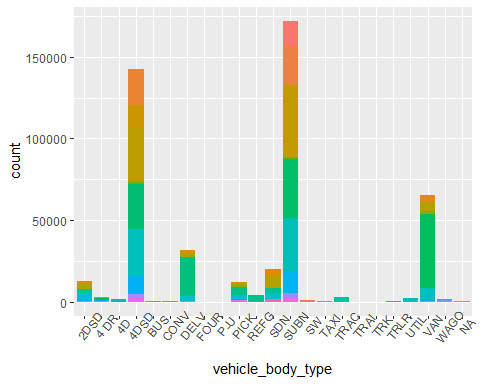 count
150000
100000
50000
0
2DSD
4 DR
4D
4DSD
BUS
CONV
DELV
FOUR
P-U
PICK
REFG
SDN
SUBN
SW
TAXI
TRAC
TRAI
TRK
TRLR
UTIL
VAN
WAGO
NA
vehicle_body_type